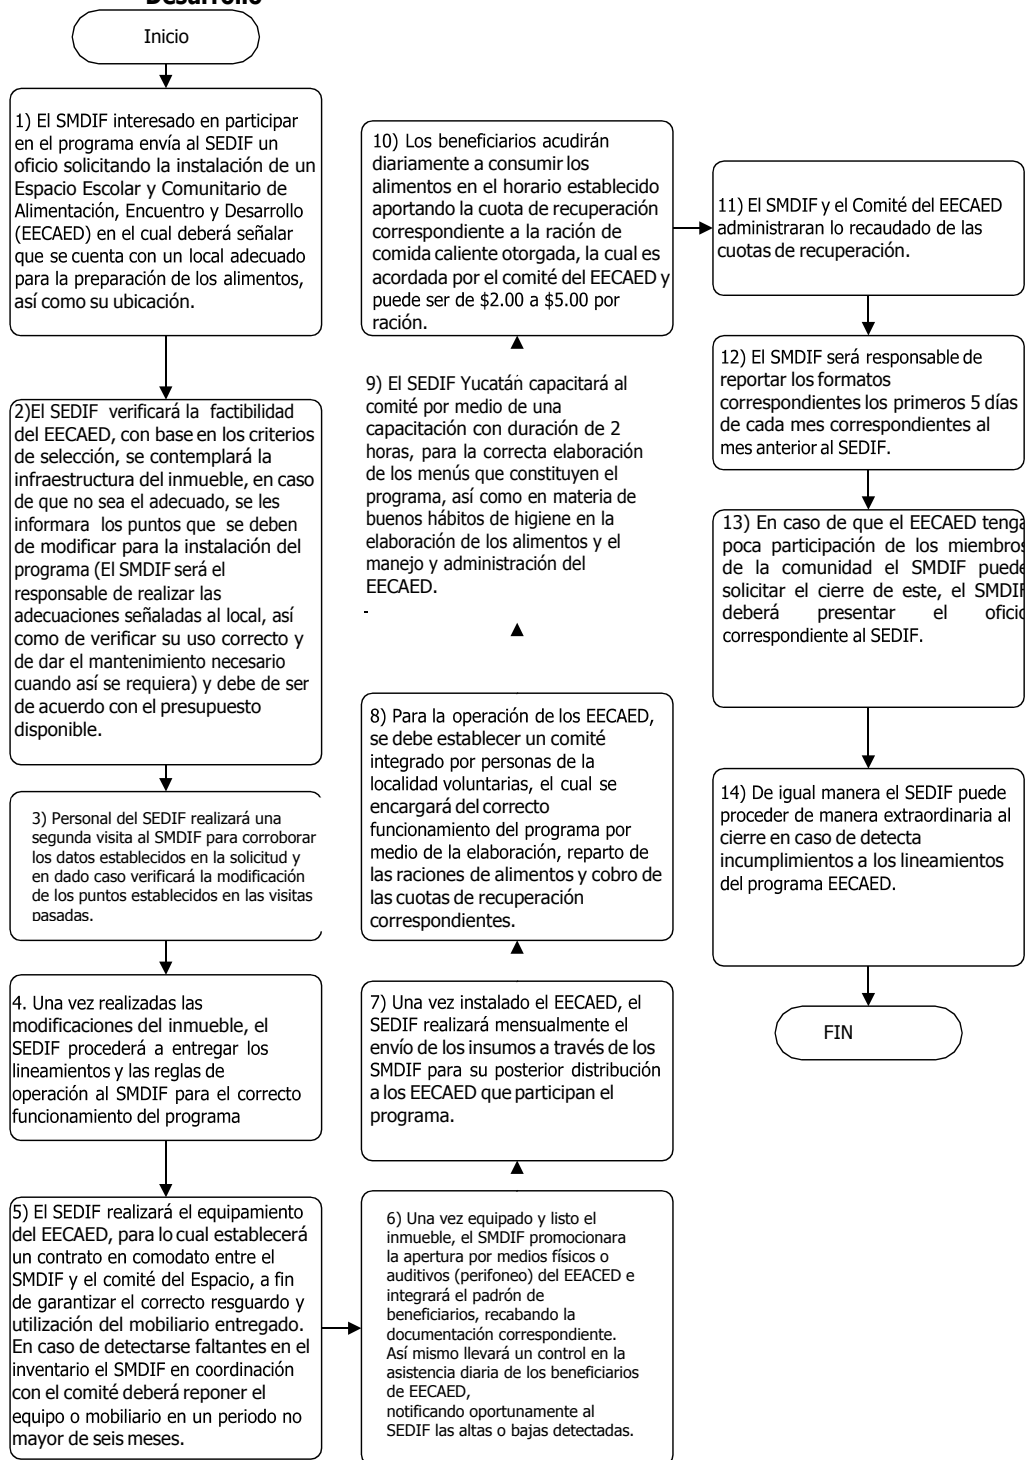 Desarrollo
Inicio
1) El SMDIF interesado en participar
en el programa envía al SEDIF un
oficio solicitando la instalación de un
Espacio Escolar y Comunitario de
Alimentación, Encuentro y Desarrollo
(EECAED) en el cual deberá señalar
que se cuenta con un local adecuado
para la preparación de los alimentos,
así como su ubicación.
2)El SEDIF verificará la factibilidad
del EECAED, con base en los criterios
de selección, se contemplará la
infraestructura del inmueble, en caso
de que no sea el adecuado, se les
informara los puntos que se deben
de modificar para la instalación del
programa (El SMDIF será el
responsable de realizar las
adecuaciones señaladas al local, así
como de verificar su uso correcto y
de dar el mantenimiento necesario
cuando así se requiera) y debe de ser
de acuerdo con el presupuesto
disponible.
3) Personal del SEDIF realizará una
segunda visita al SMDIF para corroborar
los datos establecidos en la solicitud y
en dado caso verificará la modificación
de los puntos establecidos en las visitas
pasadas.
4. Una vez realizadas las
modificaciones del inmueble, el
SEDIF procederá a entregar los
lineamientos y las reglas de
operación al SMDIF para el correcto
funcionamiento del programa
5) El SEDIF realizará el equipamiento
del EECAED, para lo cual establecerá
un contrato en comodato entre el
SMDIF y el comité del Espacio, a fin
de garantizar el correcto resguardo y
utilización del mobiliario entregado.
En caso de detectarse faltantes en el
inventario el SMDIF en coordinación
con el comité deberá reponer el
equipo o mobiliario en un periodo no
mayor de seis meses.
6) Una vez equipado y listo el
inmueble, el SMDIF promocionara
la apertura por medios físicos o
auditivos (perifoneo) del EEACED e
integrará el padrón de
beneficiarios, recabando la
documentación correspondiente.
Así mismo llevará un control en la
asistencia diaria de los beneficiarios
de EECAED,
notificando oportunamente al
SEDIF las altas o bajas detectadas.
7) Una vez instalado el EECAED, el
SEDIF realizará mensualmente el
envío de los insumos a través de los
SMDIF para su posterior distribución
a los EECAED que participan el
programa.
8) Para la operación de los EECAED,
se debe establecer un comité
integrado por personas de la
localidad voluntarias, el cual se
encargará del correcto
funcionamiento del programa por
medio de la elaboración, reparto de
las raciones de alimentos y cobro de
las cuotas de recuperación
correspondientes.
9) El SEDIF Yucatán capacitará al
comité por medio de una
capacitación con duración de 2
horas, para la correcta elaboración
de los menús que constituyen el
programa, así como en materia de
buenos hábitos de higiene en la
elaboración de los alimentos y el
manejo y administración del
EECAED.
10) Los beneficiarios acudirán
diariamente a consumir los
alimentos en el horario establecido
aportando la cuota de recuperación
correspondiente a la ración de
comida caliente otorgada, la cual es
acordada por el comité del EECAED y
puede ser de $2.00 a $5.00 por
ración.
11) El SMDIF y el Comité del EECAED
administraran lo recaudado de las
cuotas de recuperación.
12) El SMDIF será responsable de
reportar los formatos
correspondientes los primeros 5 días
de cada mes correspondientes al
mes anterior al SEDIF.
13) En caso de que el EECAED tenga
poca participación de los miembros
de la comunidad el SMDIF puede
solicitar el cierre de este, el SMDIF
deberá presentar el oficio
correspondiente al SEDIF.
14) De igual manera el SEDIF puede
proceder de manera extraordinaria al
cierre en caso de detecta
incumplimientos a los lineamientos
del programa EECAED.
FIN